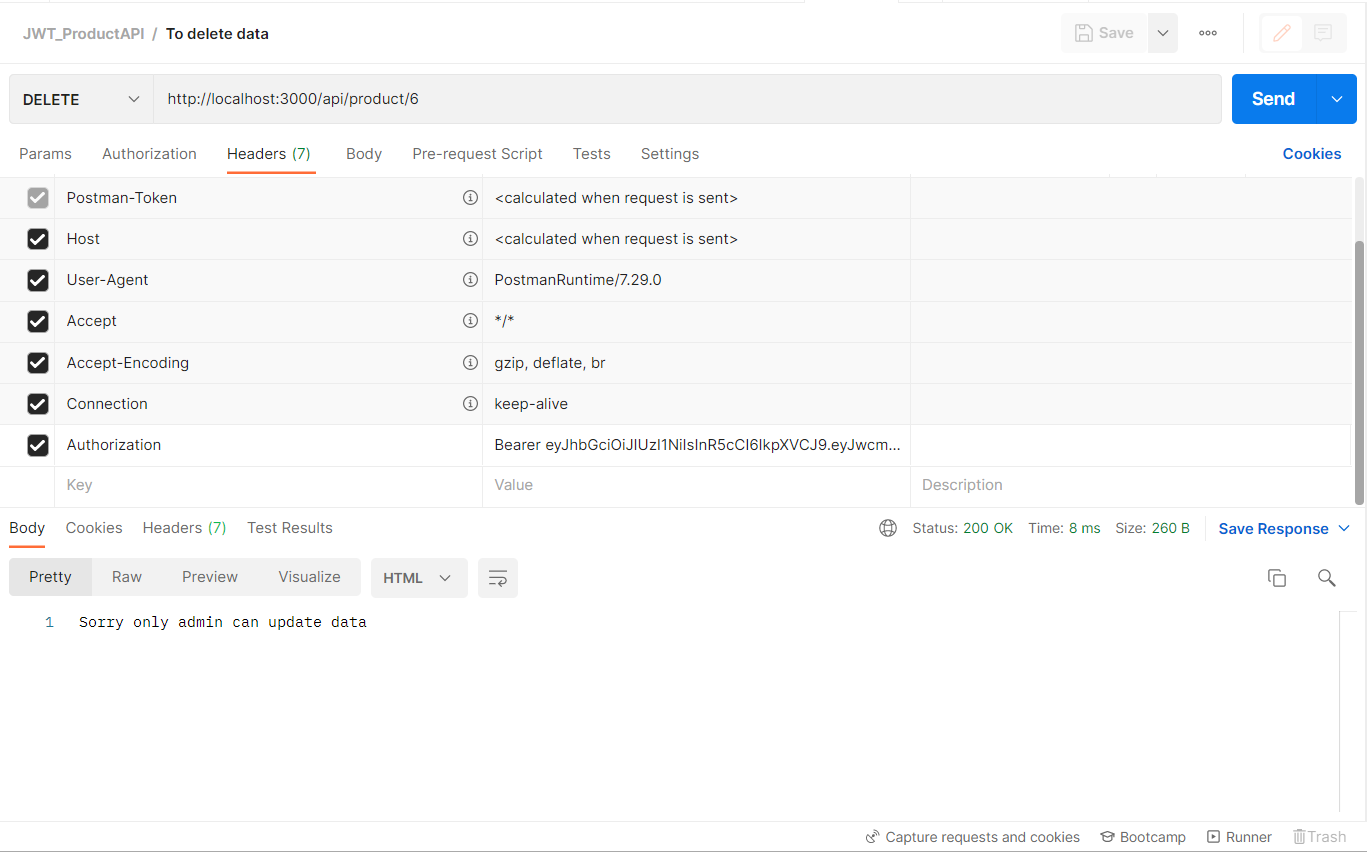 JWT_ProductAPI / To delete data
Save
DELETE
http://localhost:3000/api/product/6
Send
Params Authorization Headers (7) Body Pre-request Script Tests Settings Cookies
Postman-Token <calculated when request is sent>
Host <calculated when request is sent>
User-Agent PostmanRuntime/7.29.0
Accept */*
Accept-Encoding gzip, deflate, br
Connection keep-alive
Authorization Bearer eyJhbGciOiJIUzI1NiIsInR5cCI6IkpXVCJ9.eyJwcm...
Key Value Description
Body Cookies Headers (7) Test Results Status: 200 OK Time: 8 ms Size: 260 B Save Response
Pretty Raw Preview Visualize HTML
1 Sorry only admin can update data
Capture requests and cookies Bootcamp Runner Trash